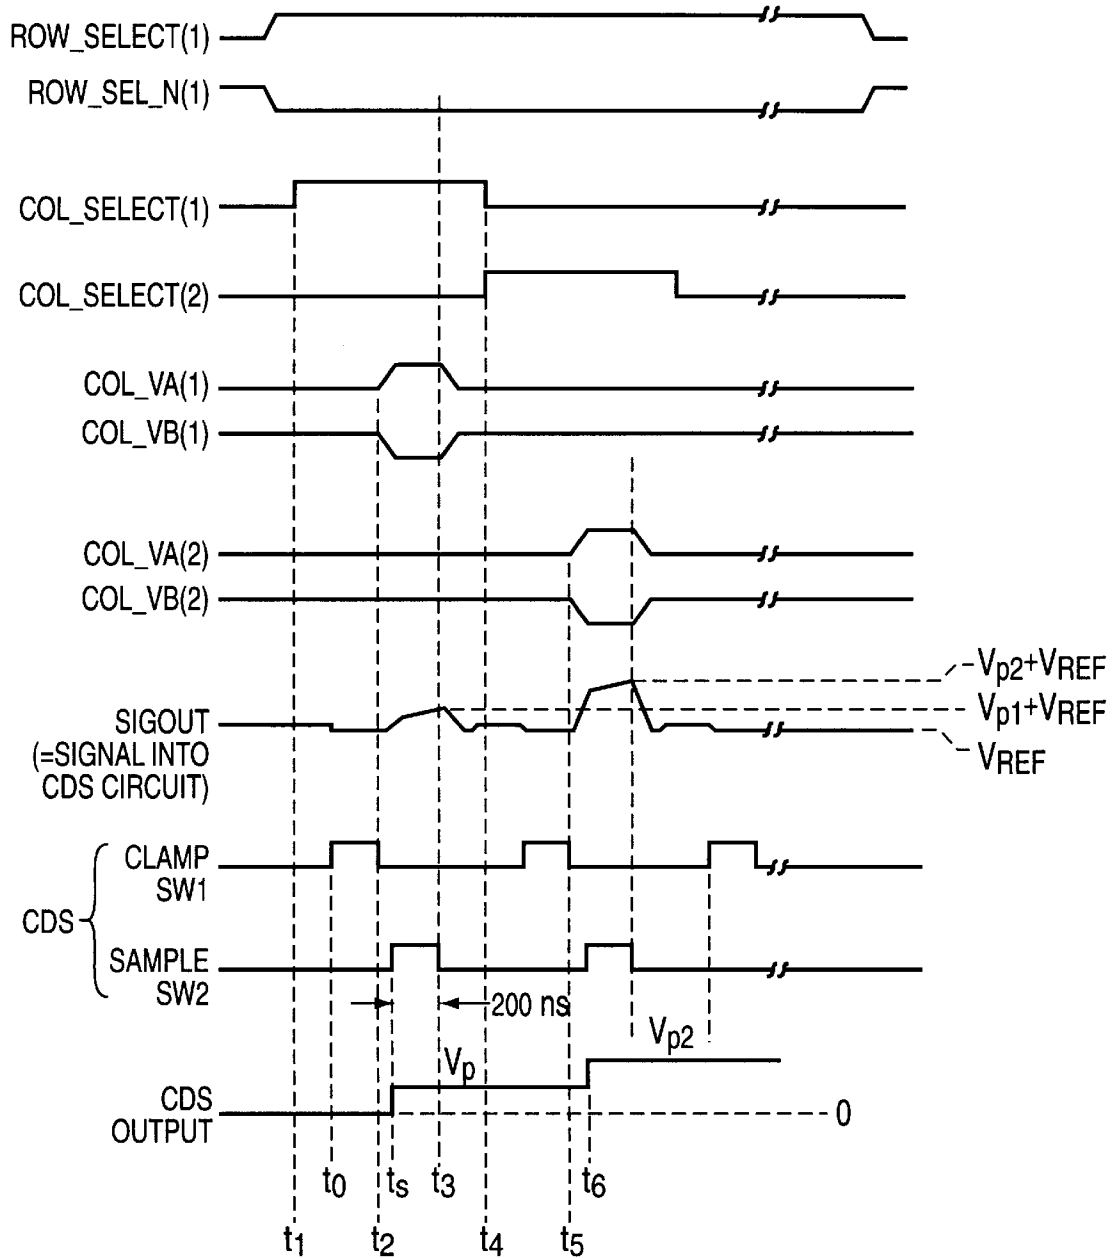 ROW_SELECT(1)
ROW_SEL_N(1)
COL_SELECT(1)
COL_SELECT(2)
COL_VA(1)
COL_VB(1)
COL_VA(2)
COL_VB(2)
Vp2+VREF
SIGOUT
(=SIGNAL INTO
CDS CIRCUIT)
Vp1+VREF
VREF
CDS
CLAMP
SW1
SAMPLE
SW2
200 ns
Vp
Vp2
CDS
OUTPUT
0
t0 ts t3 t6
t1 t2 t4 t5